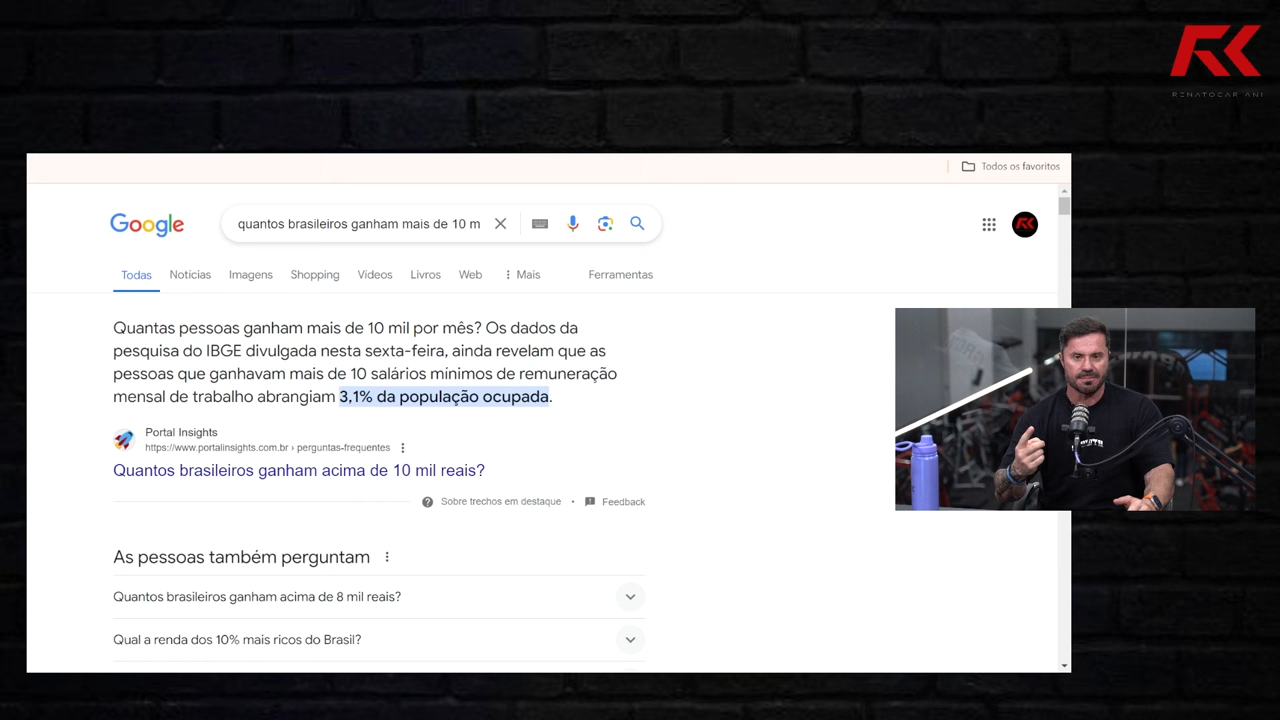 RK
RENATOCARIANI
Todos os favoritos
Google
quantos brasileiros ganham mais de 10 m
Todas Notícias Imagens Shopping Vídeos Livros Web Mais Ferramentas
Quantas pessoas ganham mais de 10 mil por mês? Os dados da
pesquisa do IBGE divulgada nesta sexta-feira, ainda revelam que as
pessoas que ganhavam mais de 10 salários mínimos de remuneração
mensal de trabalho abrangiam 3,1% da população ocupada.
Portal Insights
https://www.portalinsights.com.br › perguntas-frequentes
Quantos brasileiros ganham acima de 10 mil reais?
Sobre trechos em destaque • Feedback
As pessoas também perguntam
Quantos brasileiros ganham acima de 8 mil reais?
Qual a renda dos 10% mais ricos do Brasil?